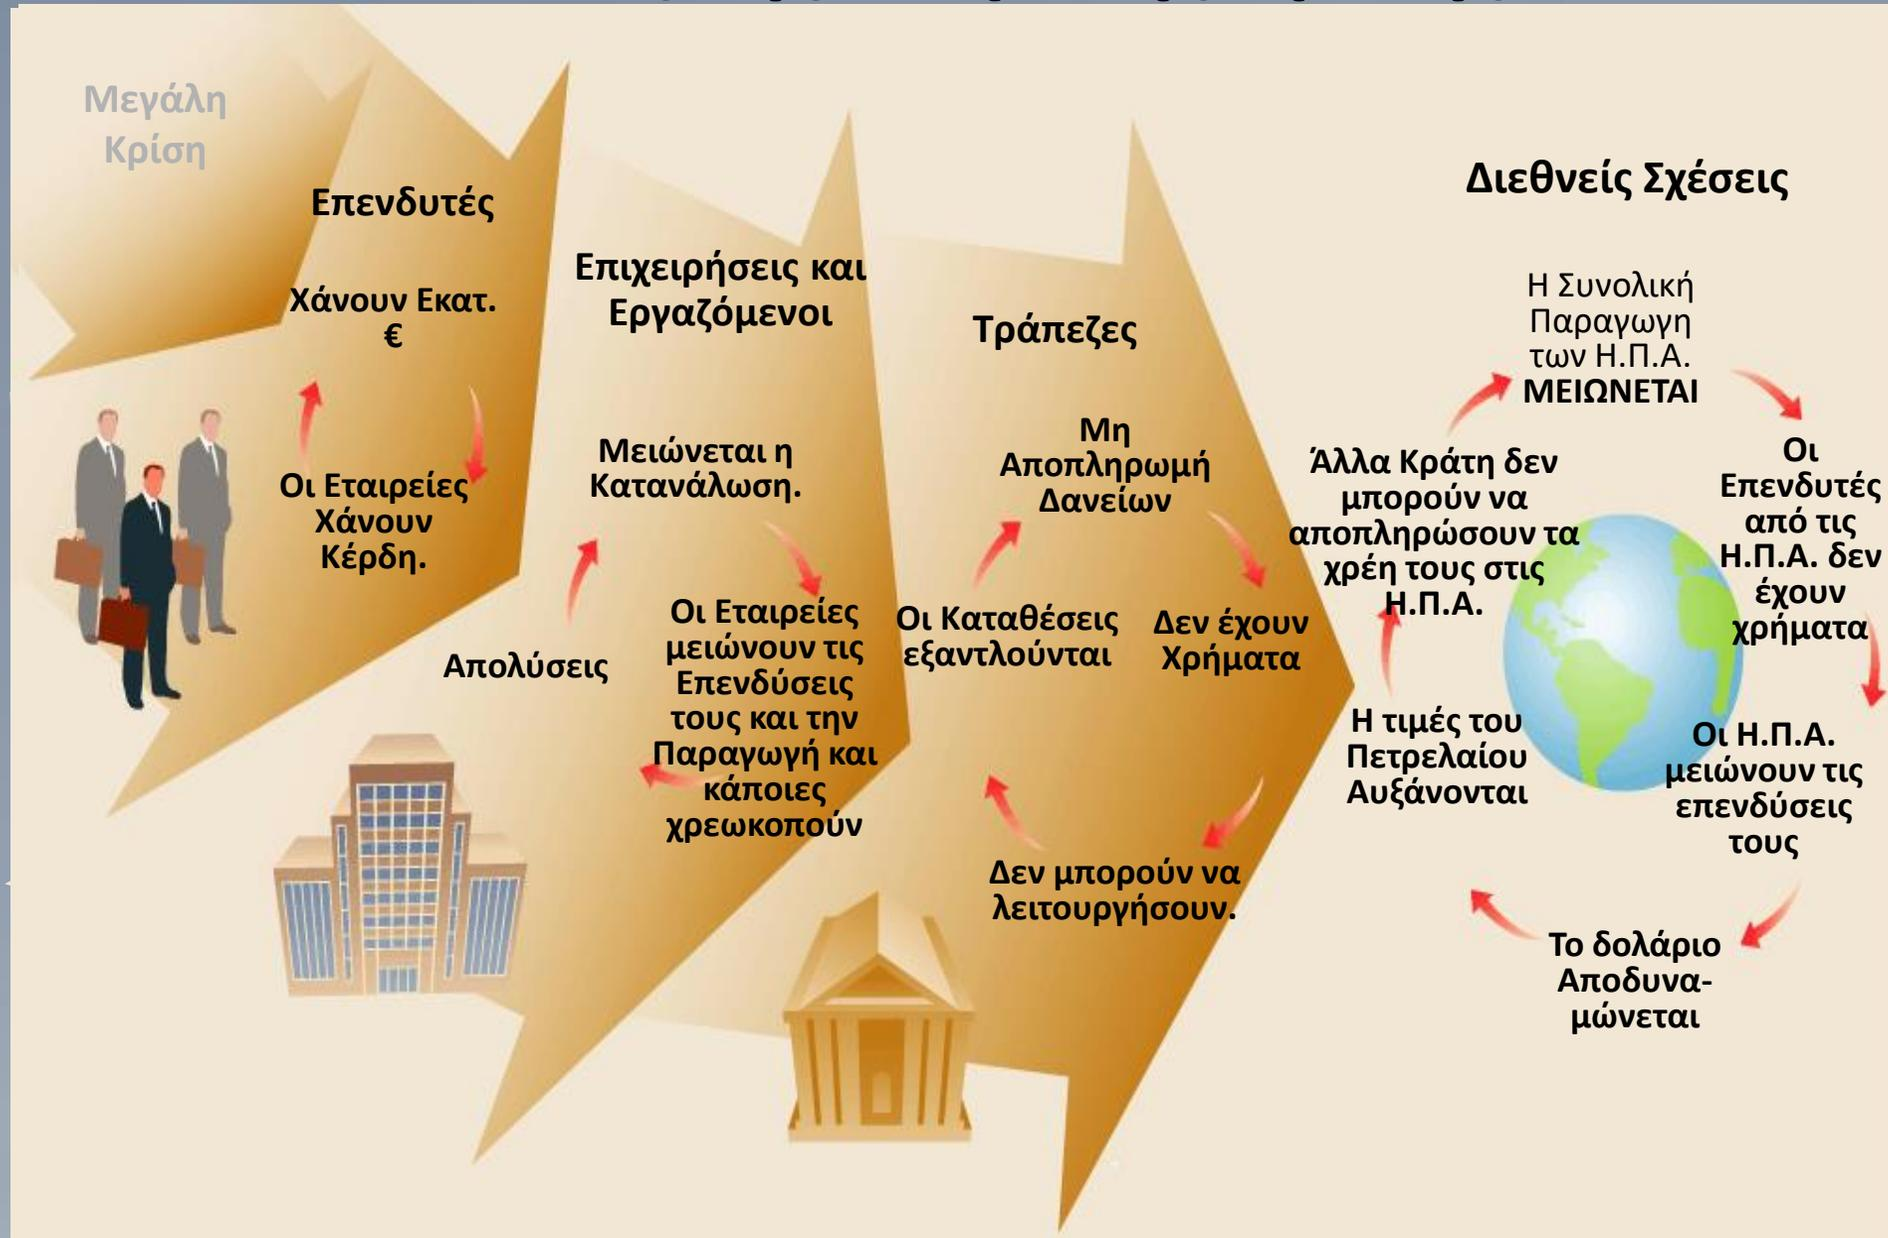 Μεγάλη
Κρίση
Επενδυτές
Χάνουν Εκατ.
€
Οι Εταιρείες
Χάνουν
Κέρδη.
Επιχειρήσεις και
Εργαζόμενοι
Μειώνεται η
Κατανάλωση.
Οι Εταιρείες
μειώνουν τις
Επενδύσεις
τους και την
Παραγωγή και
κάποιες
χρεωκοπούν
Απολύσεις
Τράπεζες
Μη
Αποπληρωμή
Δανείων
Δεν έχουν
Χρήματα
Δεν μπορούν να
λειτουργήσουν.
Οι Καταθέσεις
εξαντλούνται
Διεθνείς Σχέσεις
Η Συνολική
Παραγωγη
των Η.Π.Α.
ΜΕΙΩΝΕΤΑΙ
Οι
Επενδυτές
από τις
Η.Π.Α. δεν
έχουν
χρήματα
Οι Η.Π.Α.
μειώνουν τις
επενδύσεις
τους
Το δολάριο
Αποδυνα-
μώνεται
Η τιμές του
Πετρελαίου
Αυξάνονται
Άλλα Κράτη δεν
μπορούν να
αποπληρώσουν τα
χρέη τους στις
Η.Π.Α.